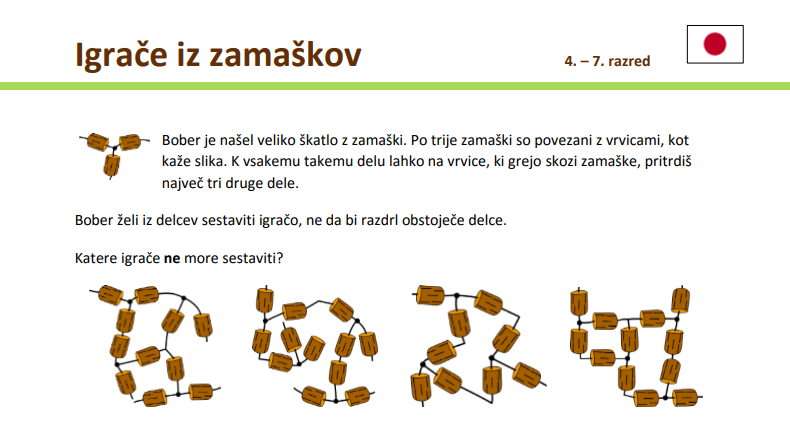 Igrače iz zamaškov
4. – 7. razred
Bober je našel veliko škatlo z zamaški. Po trije zamaški so povezani z vrvicami, kot
kaže slika. K vsakemu takemu delu lahko na vrvice, ki grejo skozi zamaške, pritrdiš
največ tri druge dele.
Bober želi iz delcev sestaviti igračo, ne da bi razdrl obstoječe delce.
Katere igrače ne more sestaviti?